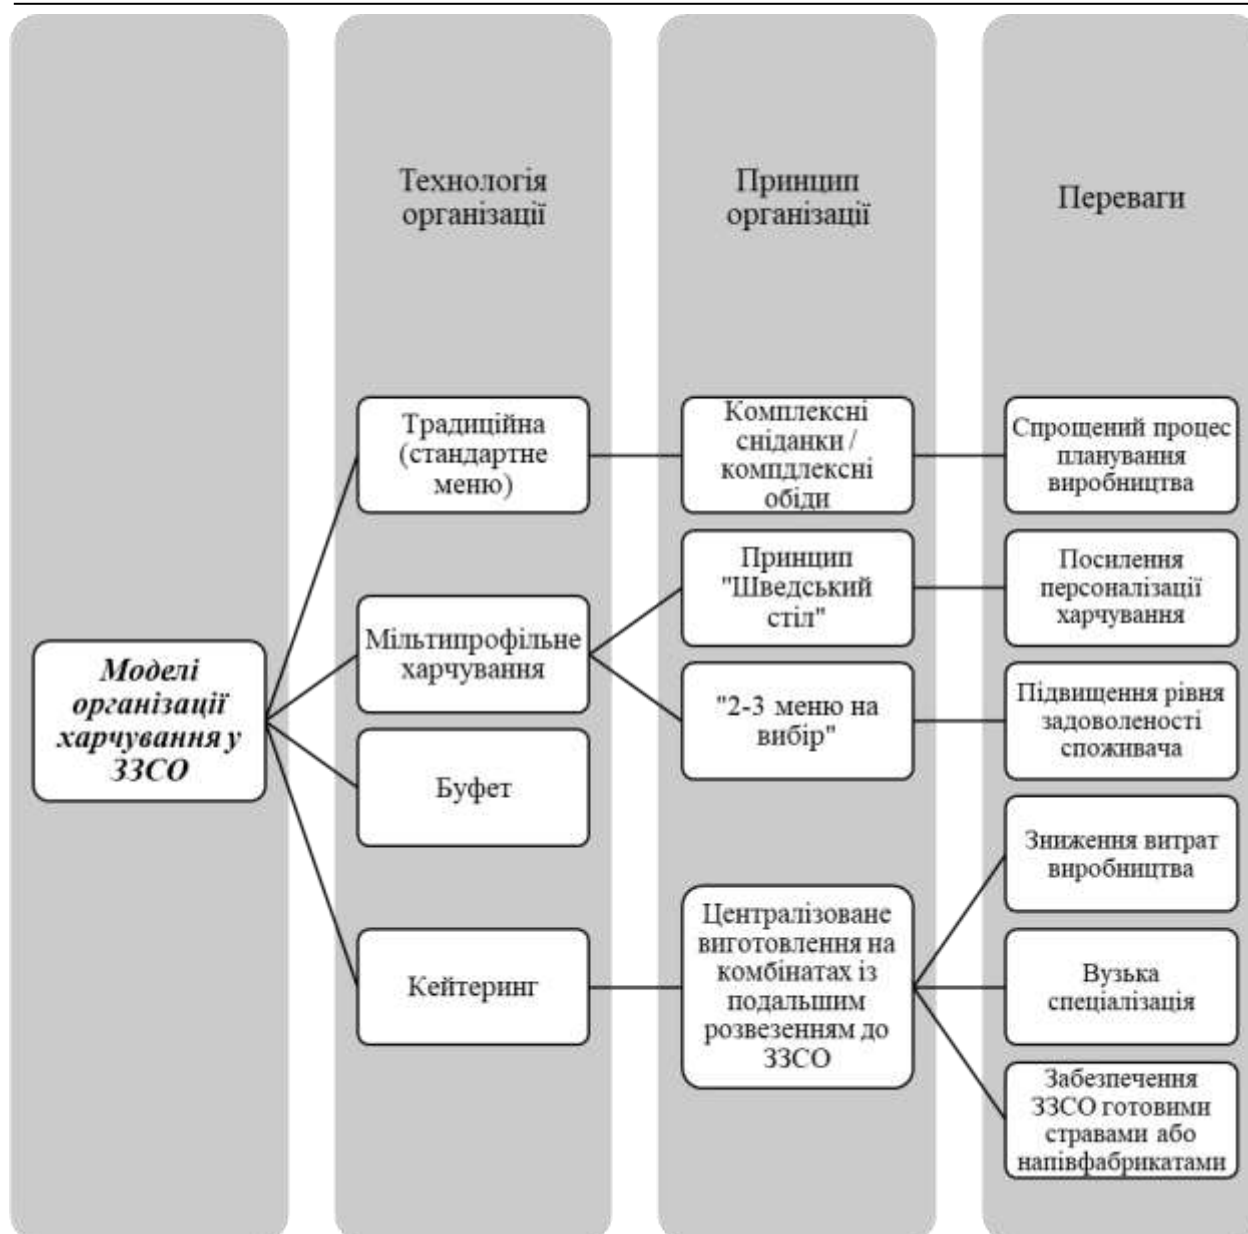 Технологія
організації
Принцип
організації
Переваги
Моделі
організації
харчування у
ЗЗСО
Традиційна
(стандартне
меню)
Мільтипрофільне
харчування
Буфет
Кейтеринг
Комплексні
сніданки /
компдлексні
обіди
Принцип
"Шведський
стіл"
"2-3 меню на
вибір"
Централізоване
виготовлення на
комбінатах із
подальшим
розвезенням до
ЗЗСО
Спрощений процес
планування
виробництва
Посилення
персоналізації
харчування
Підвищення рівня
задоволеності
споживача
Зниження витрат
виробництва
Вузька
спеціалізація
Забезпечення
ЗЗСО готовими
стравами або
напівфабрикатами